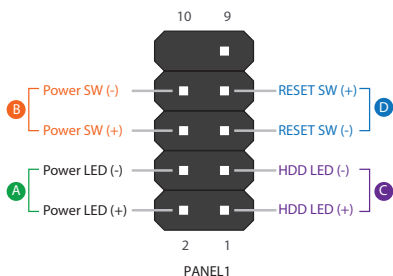 10 9
Power SW (-) RESET SW (+)
B D
Power SW (+) RESET SW (-)
Power LED (-) HDD LED (-)
A C
Power LED (+) HDD LED (+)
2 1
PANEL1